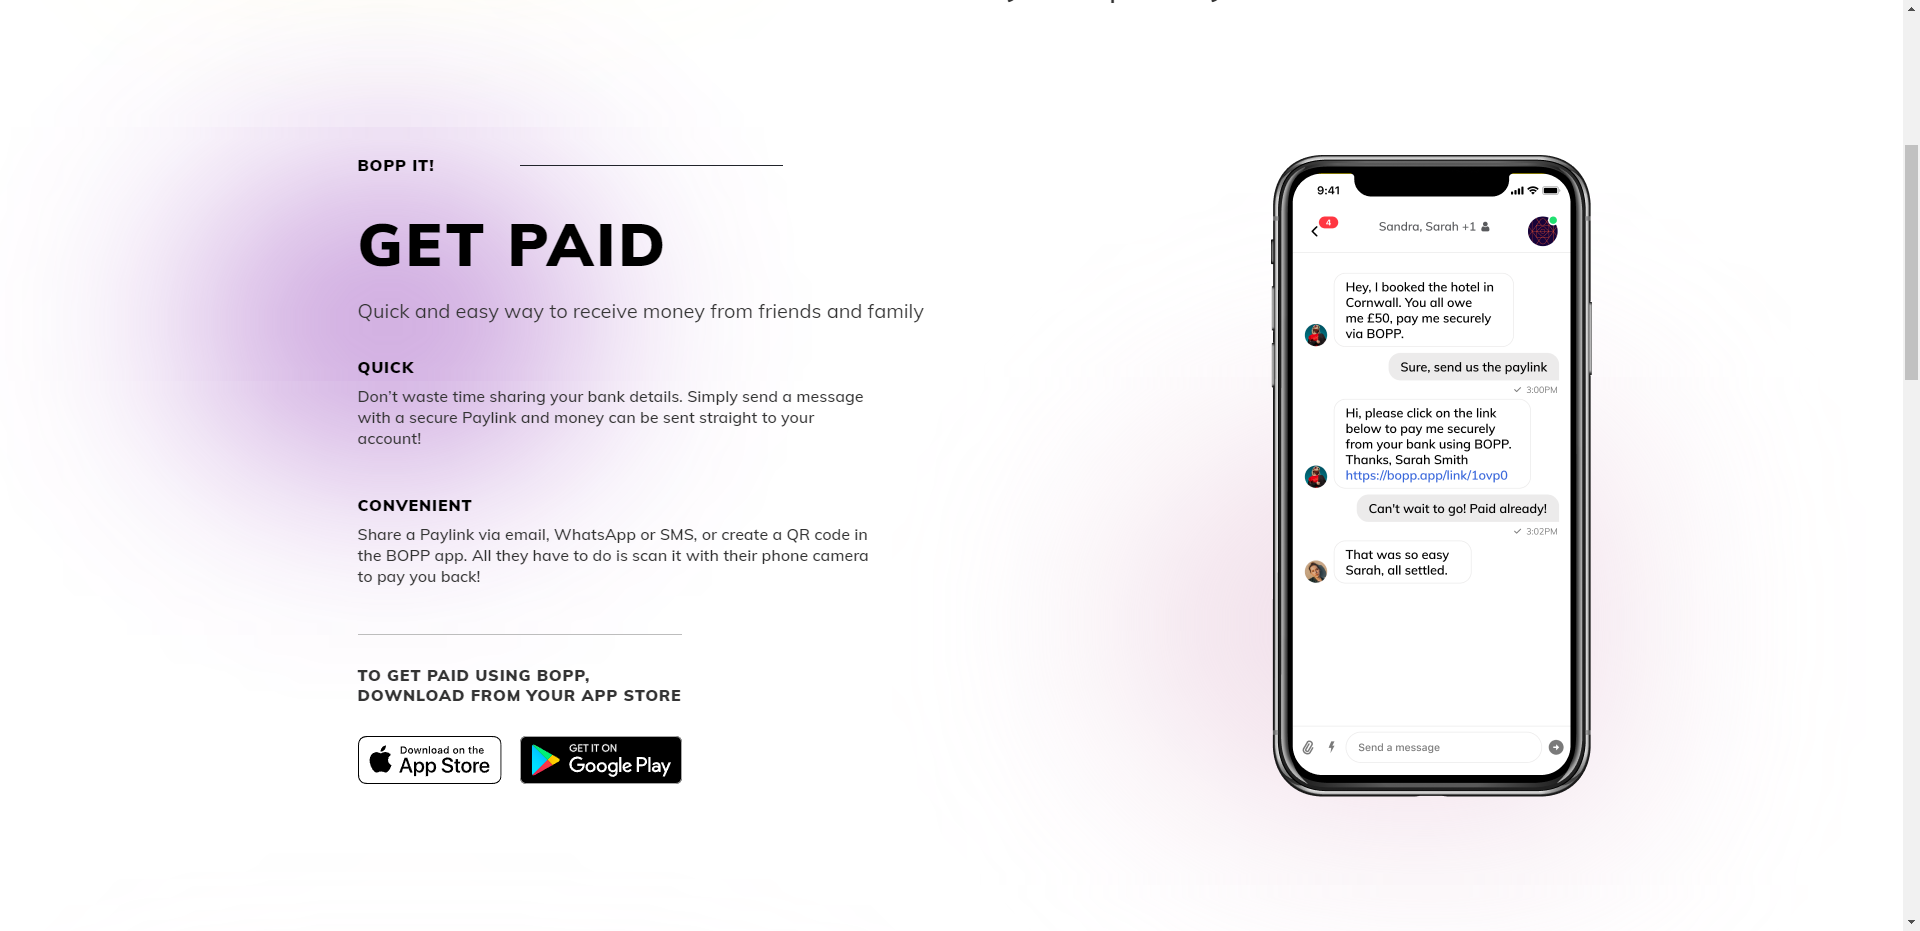 BOPP IT!
GET PAID
Quick and easy way to receive money from friends and family
QUICK
Don't waste time sharing your bank details. Simply send a message
with a secure Paylink and money can be sent straight to your
account!
CONVENIENT
Share a Paylink via email, WhatsApp or SMS, or create a QR code in
the BOPP app. All they have to do is scan it with their phone camera
to pay you back!
TO GET PAID USING BOPP,
DOWNLOAD FROM YOUR APP STORE
Download on the
App Store
GET IT ON
Google Play
9:41
4
Sandra, Sarah +1
Hey, I booked the hotel in
Cornwall. You all owe
me £50, pay me securely
via BOPP.
Sure, send us the paylink
3:00PM
Hi, please click on the link
below to pay me securely
from your bank using BOPP.
Thanks, Sarah Smith
https://bopp.app/link/1ovp0
Can't wait to go! Paid already!
3:02PM
That was so easy
Sarah, all settled.
Send a message